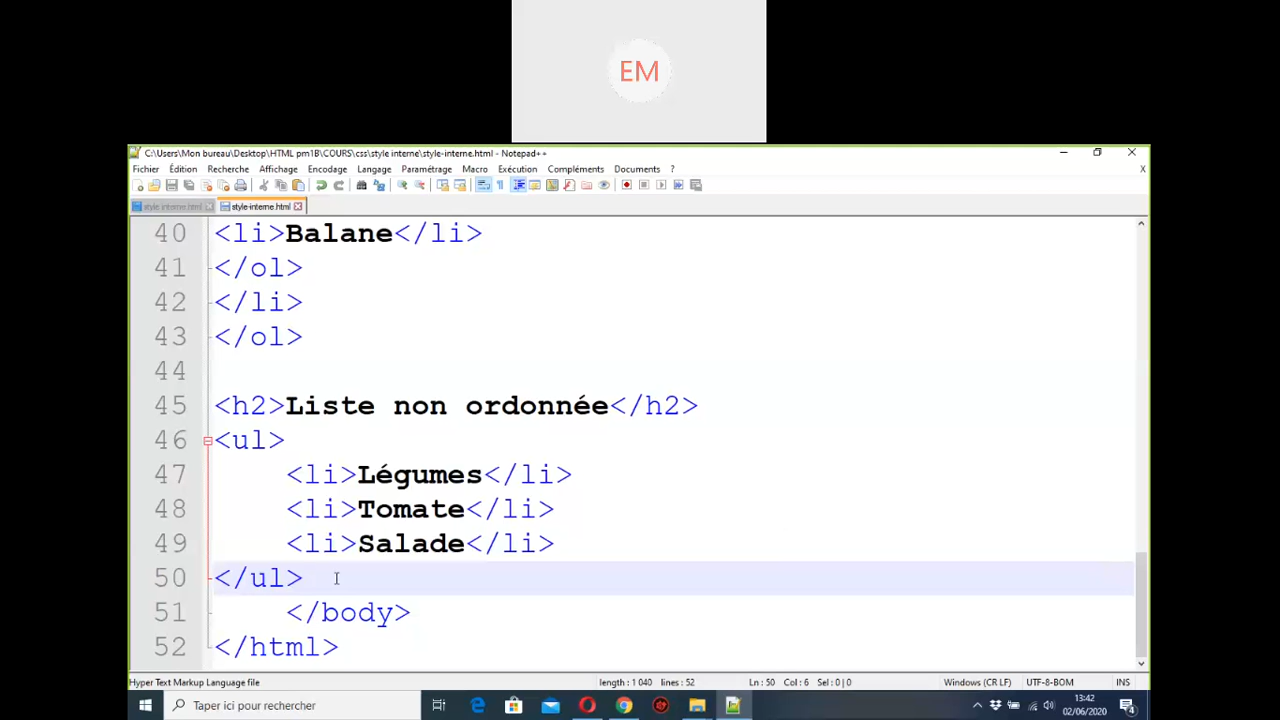 EM
C:\Users\Mon bureau\Desktop\HTML pm1B\COURS\css\style interne\style-interne.html - Notepad++
Fichier Édition Recherche Affichage Encodage Langage Paramétrage Macro Exécution Compléments Documents ? X
style interne.html style-interne.html
40 <li>Balane</li>
41 </ol>
42 </li>
43 </ol>
44
45 <h2>Liste non ordonnée</h2>
46 <ul>
47 <li>Légumes</li>
48 <li>Tomate</li>
49 <li>Salade</li>
50 </ul>
51 </body>
52 </html>
Hyper Text Markup Language file length : 1 040 lines : 52 Ln : 50 Col : 6 Sel : 0 | 0 Windows (CR LF) UTF-8-BOM INS
Taper ici pour rechercher
13:42
02/06/2020
4